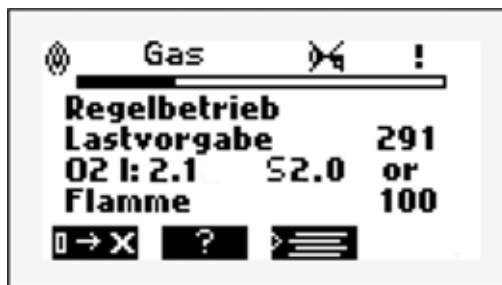 Gas !
Regelbetrieb
Lastvorgabe 291
O2 I: 2.1 S2.0 or
Flamme 100
?